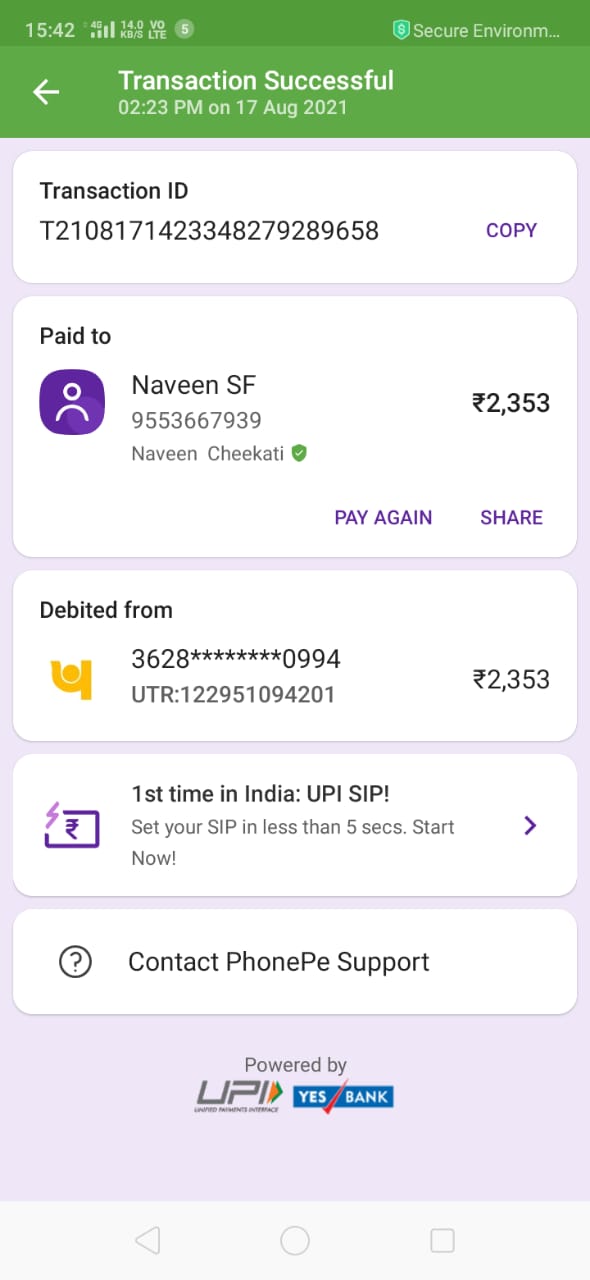 15:42 4G 14.0 KB/S VO LTE 5 Secure Environm...
Transaction Successful
02:23 PM on 17 Aug 2021
Transaction ID
T2108171423348279289658 COPY
Paid to
Naveen SF
9553667939 ₹2,353
Naveen Cheekati
PAY AGAIN SHARE
Debited from
3628********0994 ₹2,353
UTR:122951094201
1st time in India: UPI SIP!
Set your SIP in less than 5 secs. Start
Now!
Contact PhonePe Support
Powered by
UPI YES BANK
UNIFIED PAYMENTS INTERFACE